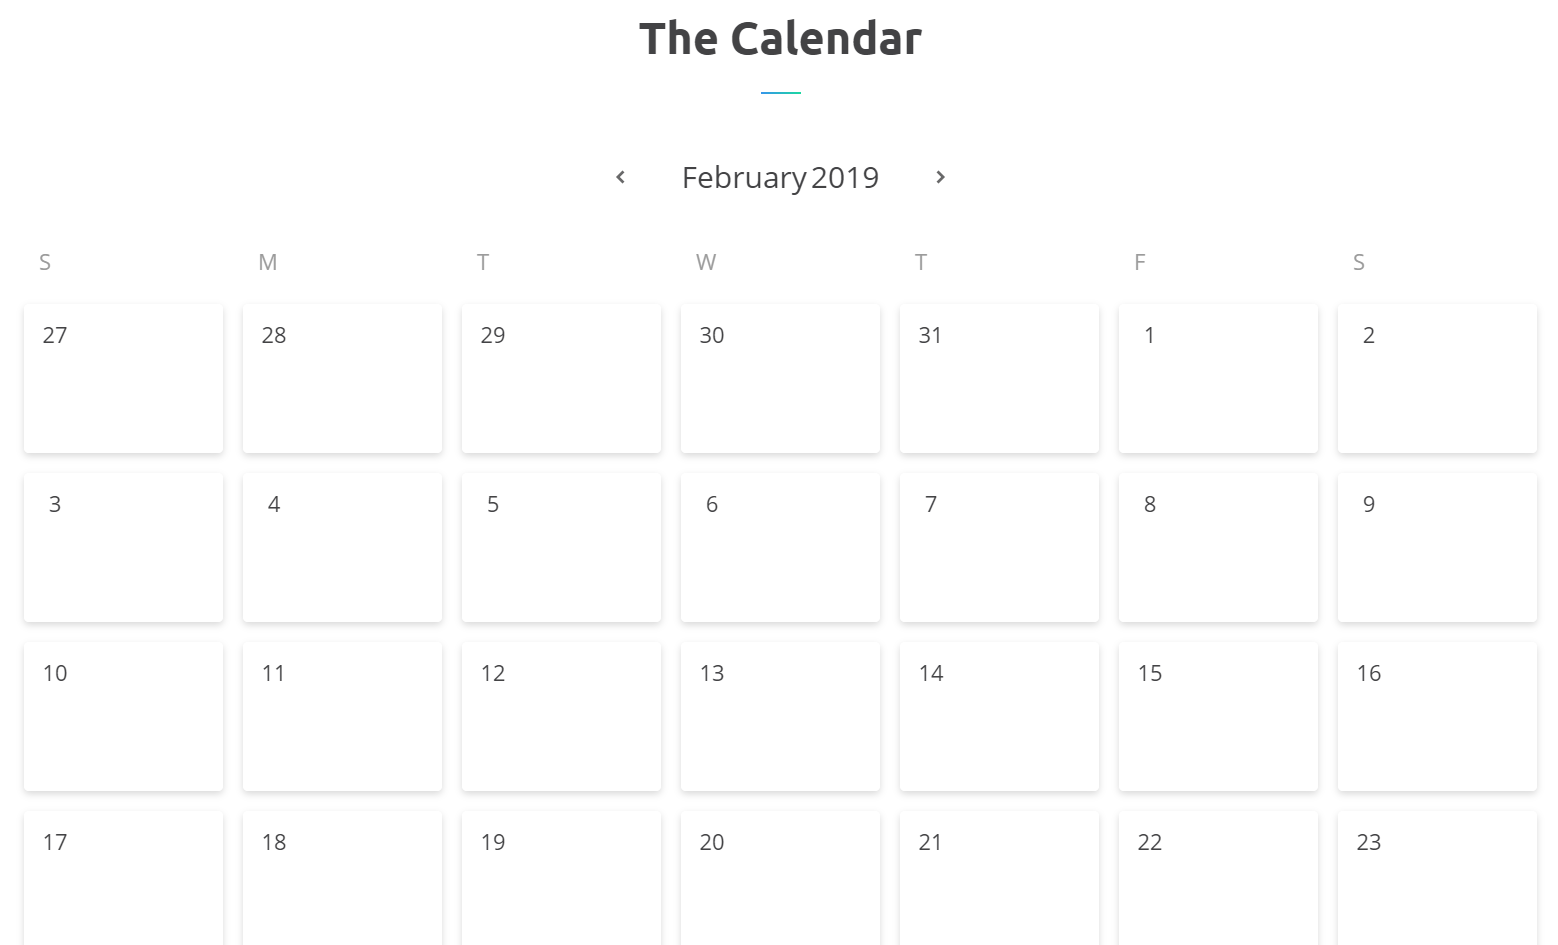 The Calendar
February 2019
S M T W T F S
27 28 29 30 31 1 2
3 4 5 6 7 8 9
10 11 12 13 14 15 16
17 18 19 20 21 22 23